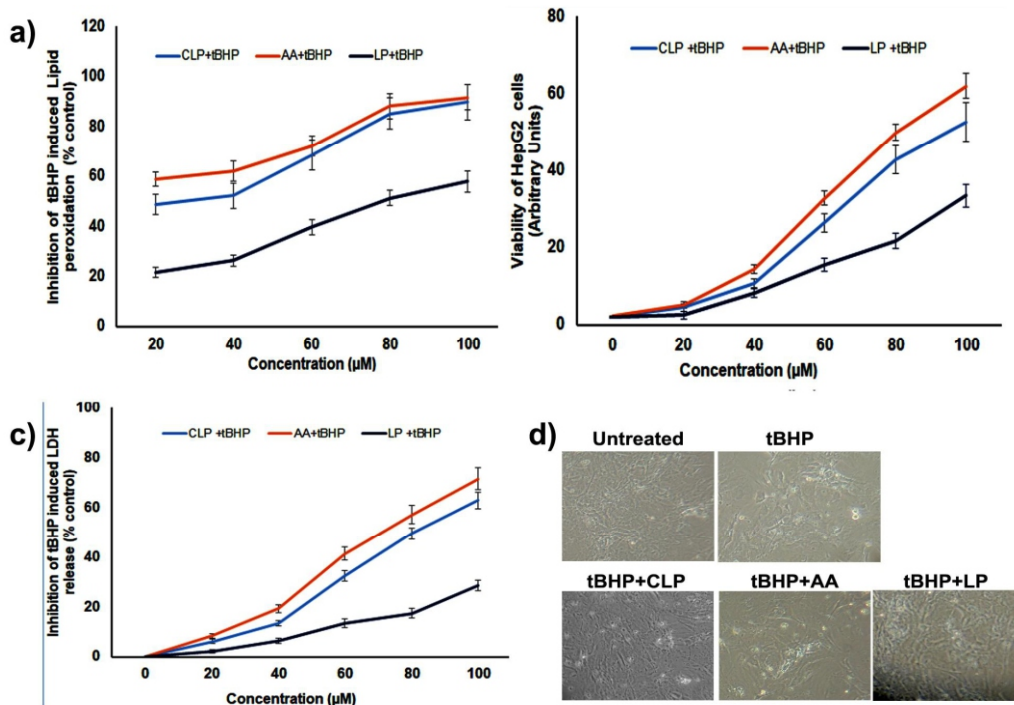 a)
120
100
80
60
40
20
0
CLP+tBHP AA+tBHP LP+tBHP
Inhibition of tBHP induced Lipid
peroxidation (% control)
20 40 60 80 100
Concentration (µM)
80
60
40
20
0
CLP+tBHP AA+tBHP LP+tBHP
Viability of HepG2 cells
(Arbitrary Units)
0 20 40 60 80 100
Concentration (µM)
c)
100
80
60
40
20
0
CLP +tBHP AA+tBHP LP +tBHP
Inhibition of tBHP induced LDH
release (% control)
0 20 40 60 80 100
Concentration (µM)
d)
Untreated tBHP
tBHP+CLP tBHP+AA tBHP+LP